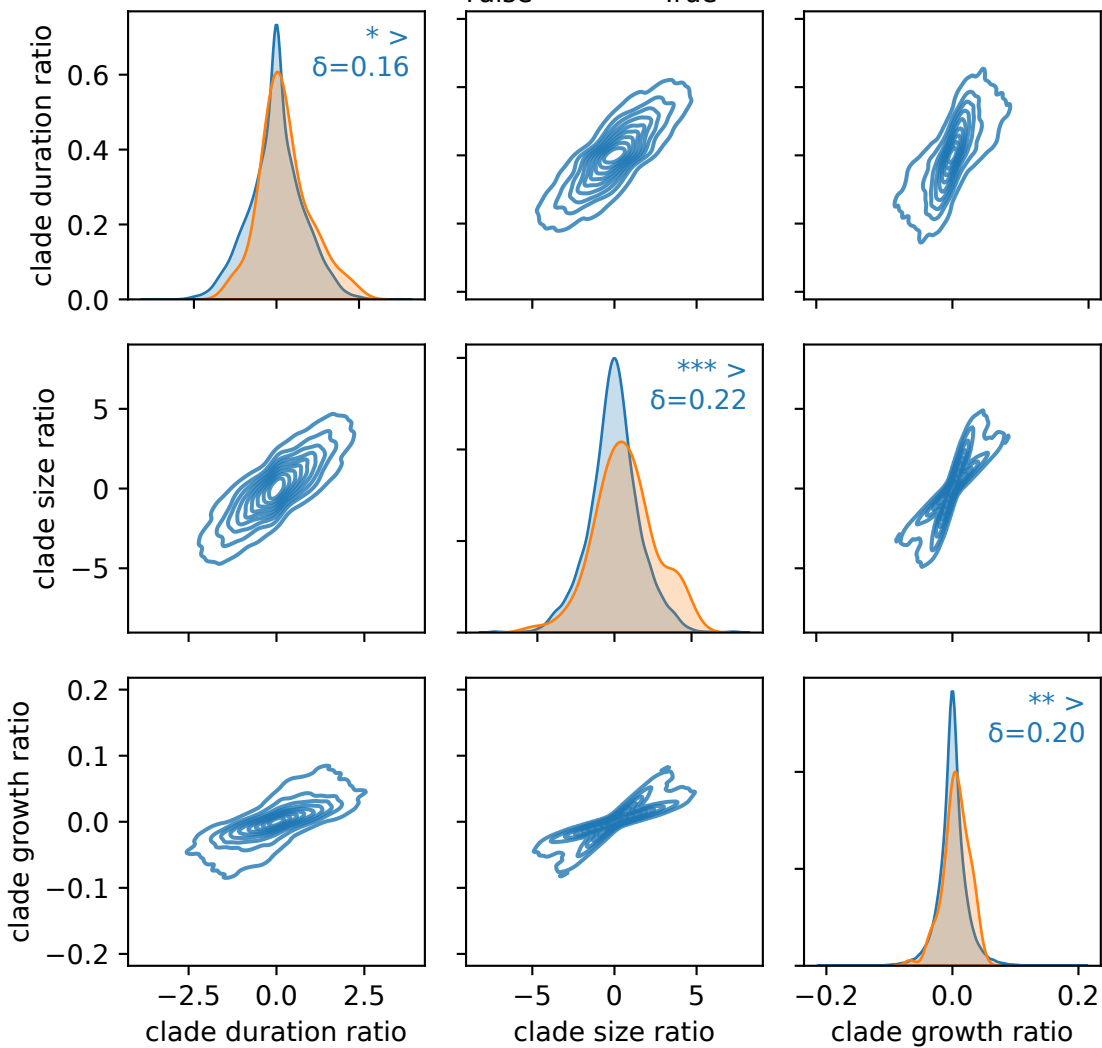 clade duration ratio
0.6
0.4
0.2
0.0
* >
δ=0.16
clade size ratio
5
0
−5
*** >
δ=0.22
clade growth ratio
0.2
0.1
0.0
−0.1
−0.2
** >
δ=0.20
−2.5 0.0 2.5
−5 0 5
−0.2 0.0 0.2
clade duration ratio
clade size ratio
clade growth ratio